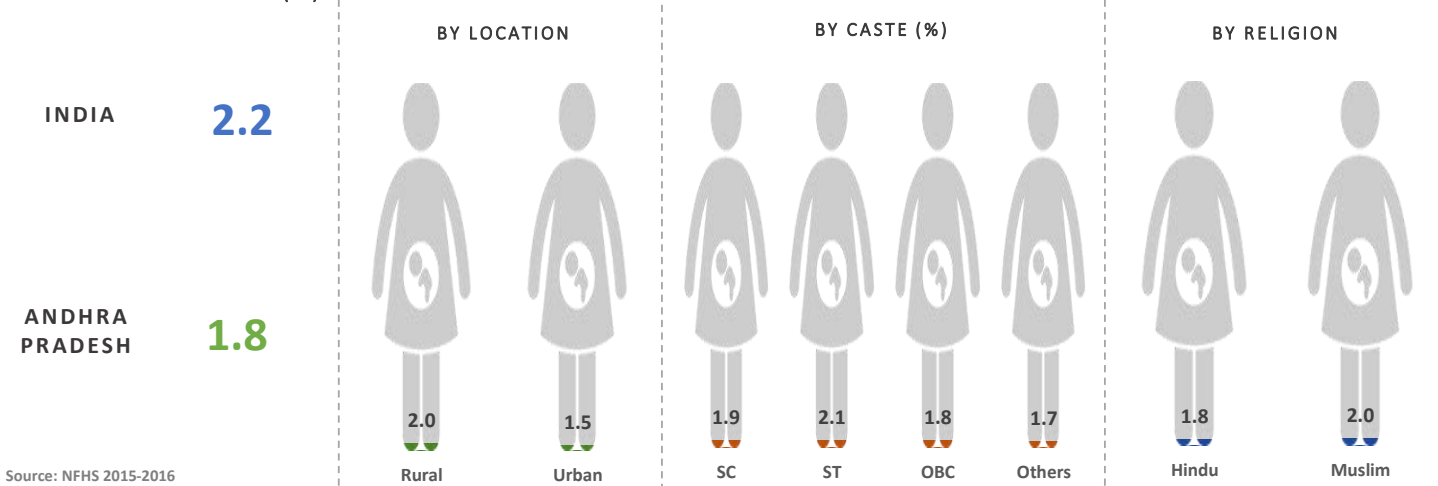 BY LOCATION
BY CASTE (%)
BY RELIGION
INDIA
2.2
ANDHRA
PRADESH
1.8
2.0
1.5
1.9
2.1
1.8
1.7
1.8
2.0
Rural
Urban
SC
ST
OBC
Others
Hindu
Muslim
Source: NFHS 2015-2016